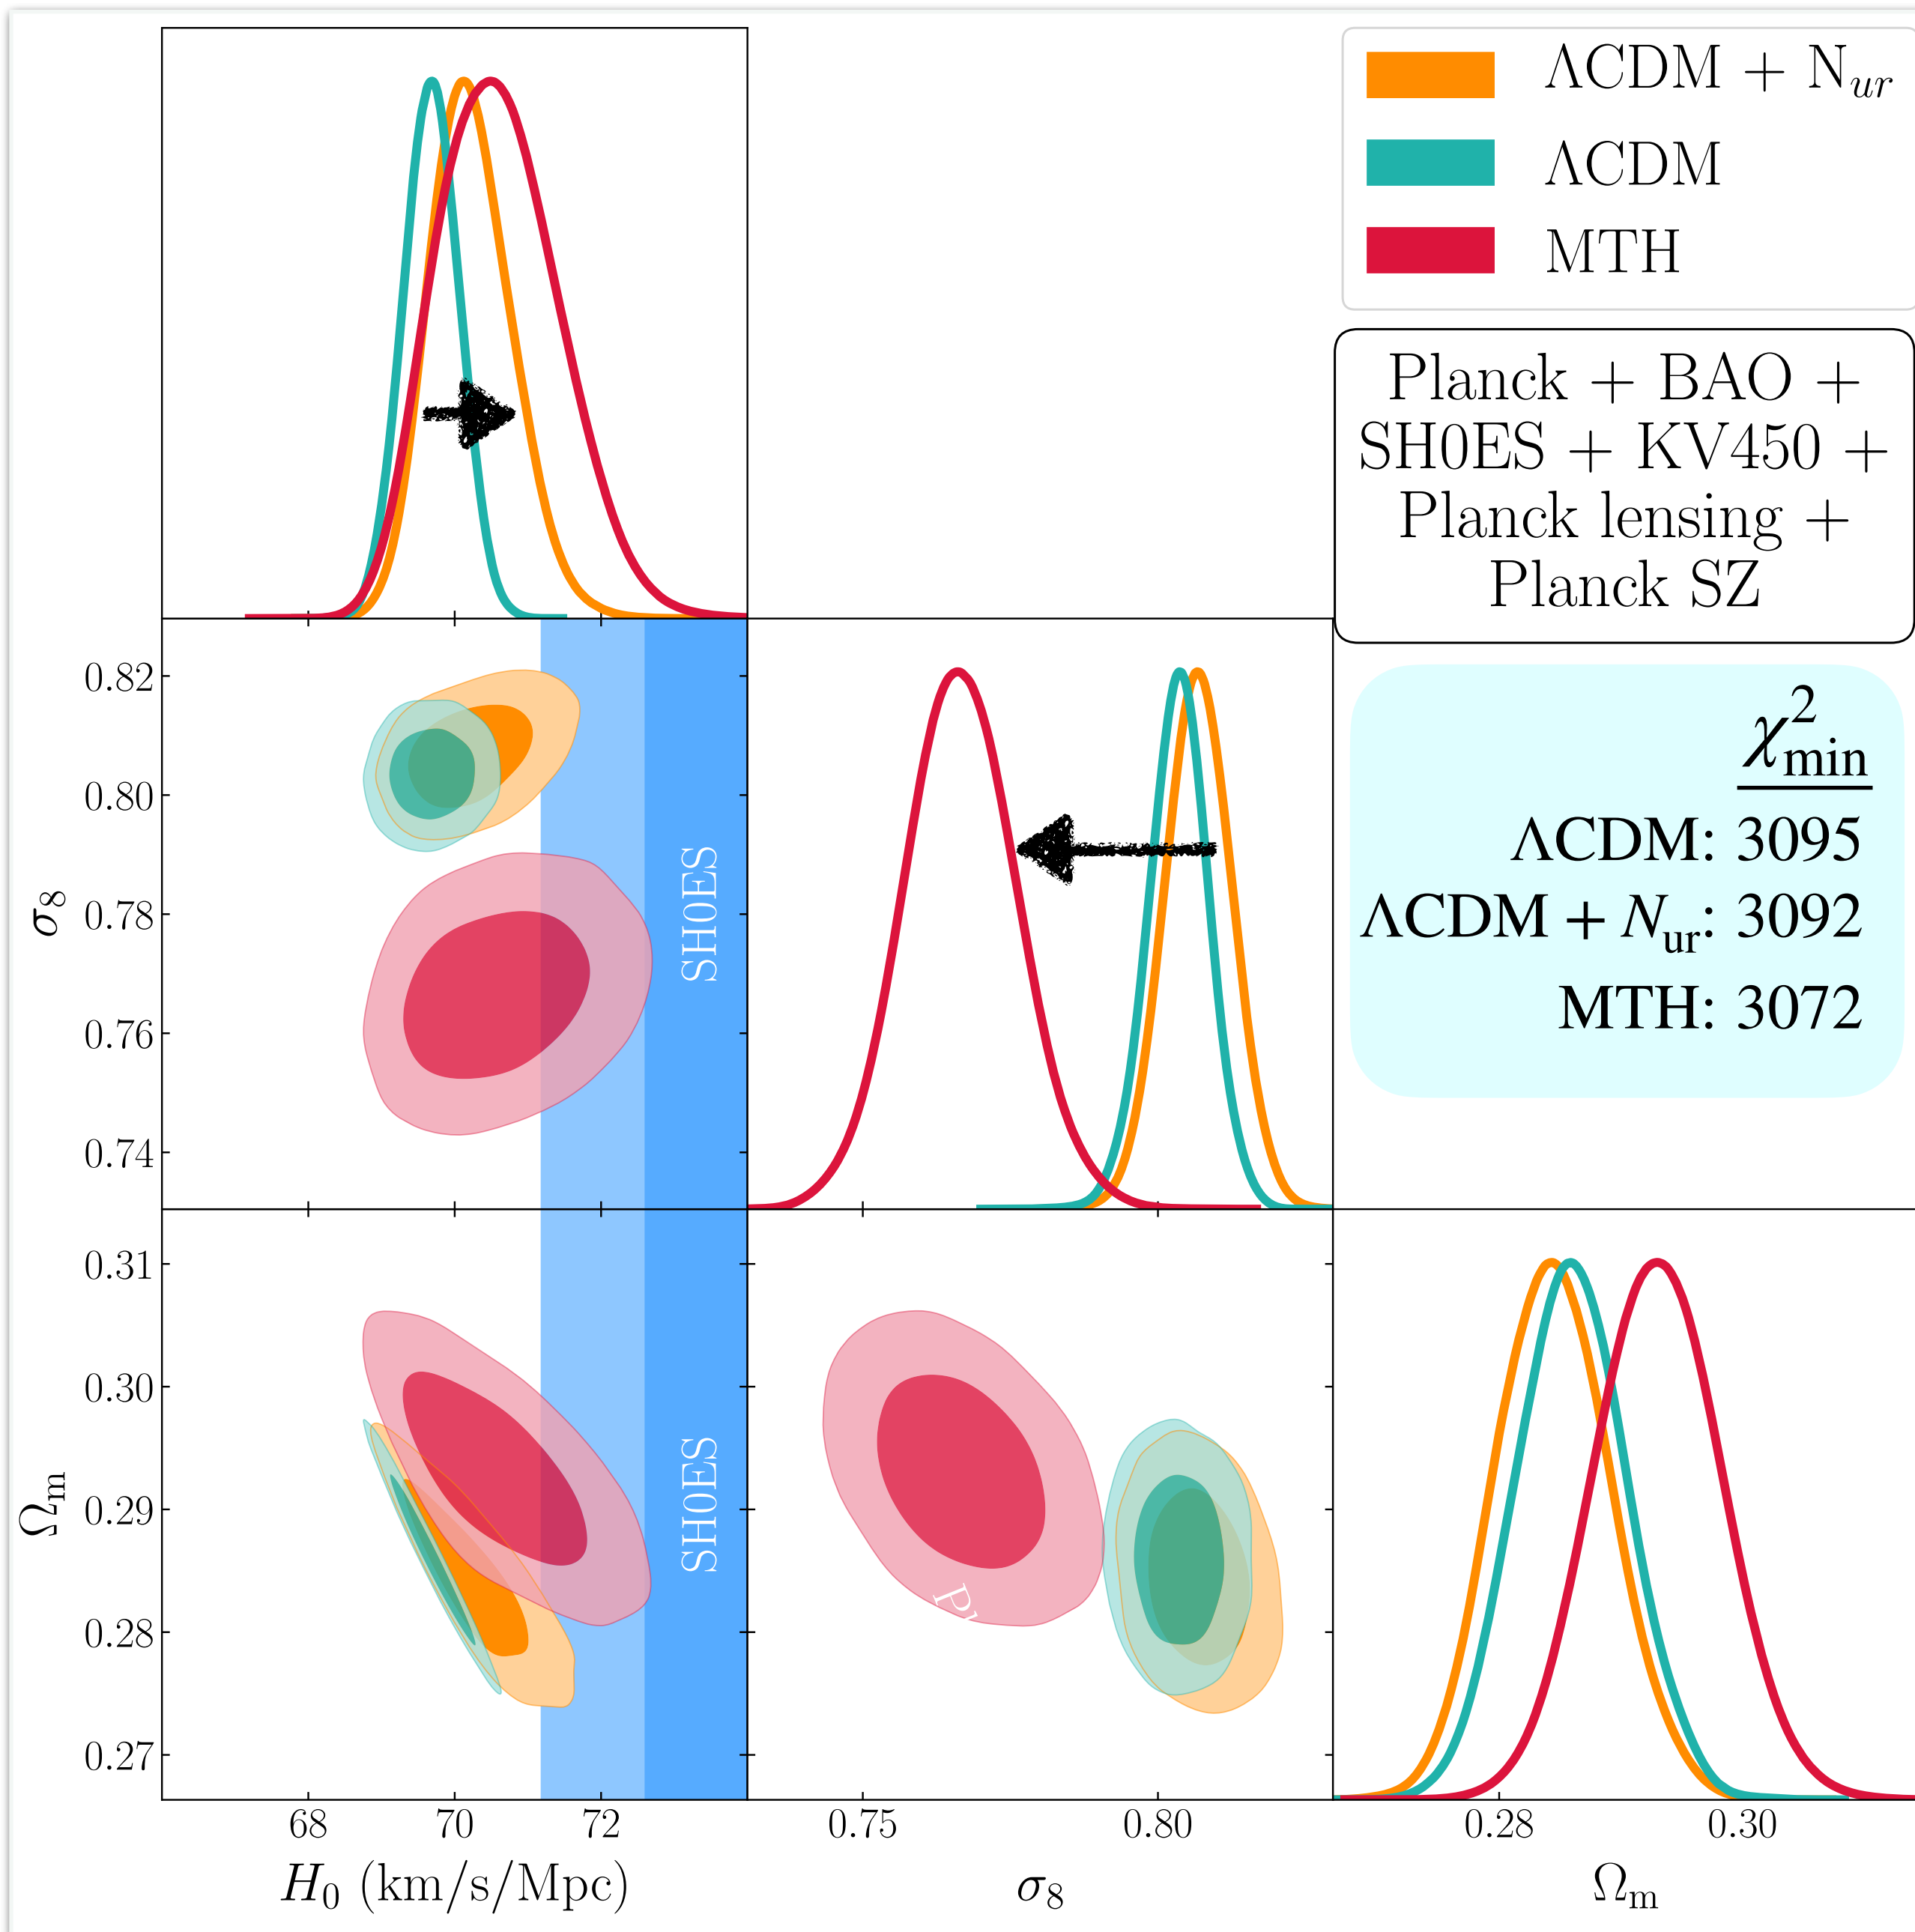 ΛCDM + N_ur
ΛCDM
MTH
Planck + BAO +
SH0ES + KV450 +
Planck lensing +
Planck SZ
χ²_min
ΛCDM: 3095
ΛCDM + N_ur: 3092
MTH: 3072
0.82
0.80
0.78
0.76
0.74
σ₈
SH0ES
0.31
0.30
0.29
0.28
0.27
Ω_m
SH0ES
68 70 72
H₀ (km/s/Mpc)
0.75 0.80
σ₈
0.28 0.30
Ω_m